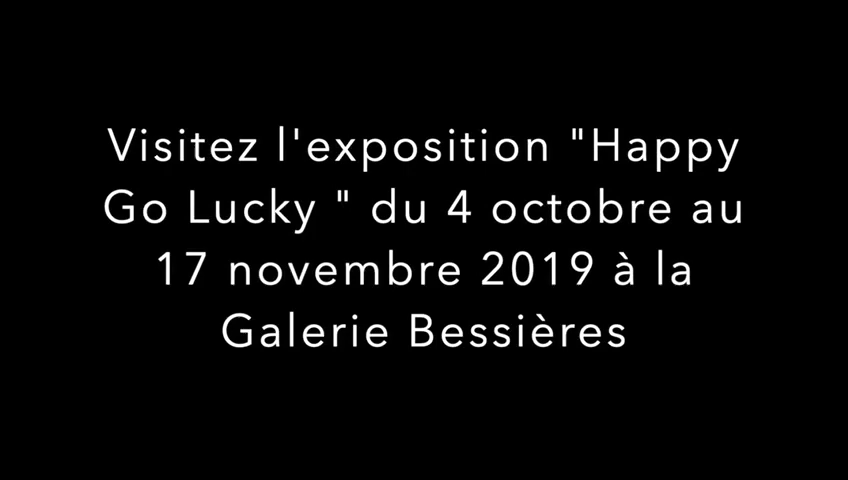 Visitez l'exposition "Happy
Go Lucky " du 4 octobre au
17 novembre 2019 à la
Galerie Bessières